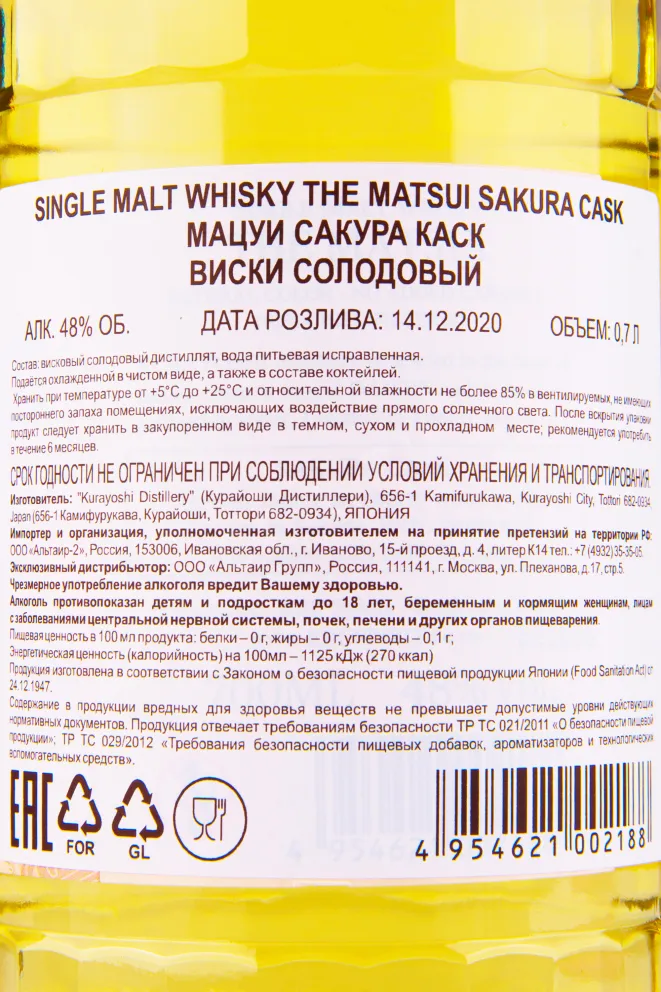 SINGLE MALT WHISKY THE MATSUI SAKURA CASK
МАЦУИ САКУРА КАСК
ВИСКИ СОЛОДОВЫЙ
АЛК. 48% ОБ. ДАТА РОЗЛИВА: 14.12.2020 ОБЪЕМ: 0,7 Л
Состав: висковый солодовый дистиллят, вода питьевая исправленная.
Подаётся охлажденной в чистом виде, а также в составе коктейлей.
Хранить при температуре от +5°С до +25°С и относительной влажности не более 85% в вентилируемых, не имеющих
постороннего запаха помещениях, исключающих воздействие прямого солнечного света. После вскрытия упаковки
продукт следует хранить в закупоренном виде в темном, сухом и прохладном месте; рекомендуется употребить
в течение 6 месяцев.
СРОК ГОДНОСТИ НЕ ОГРАНИЧЕН ПРИ СОБЛЮДЕНИИ УСЛОВИЙ ХРАНЕНИЯ И ТРАНСПОРТИРОВАНИЯ.
Изготовитель: "Kurayoshi Distillery" (Курайоши Дистиллери), 656-1 Kamifurukawa, Kurayoshi City, Tottori 682-0934,
Japan (656-1 Камифурукава, Курайоши, Тоттори 682-0934), ЯПОНИЯ
Импортер и организация, уполномоченная изготовителем на принятие претензий на территории РФ:
ООО «Альтаир-2», Россия, 153006, Ивановская обл., г. Иваново, 15-й проезд, д. 4, литер К14 тел.: +7 (4932) 35-35-05.
Эксклюзивный дистрибьютор: ООО «Альтаир Групп», Россия, 111141, г. Москва, ул. Плеханова, д.17, стр.5.
Чрезмерное употребление алкоголя вредит Вашему здоровью.
Алкоголь противопоказан детям и подросткам до 18 лет, беременным и кормящим женщинам, лицам
с заболеваниями центральной нервной системы, почек, печени и других органов пищеварения.
Пищевая ценность в 100 мл продукта: белки – 0 г, жиры – 0 г, углеводы – 0,1 г;
Энергетическая ценность (калорийность) на 100мл – 1125 кДж (270 ккал)
Продукция изготовлена в соответствии с Законом о безопасности пищевой продукции Японии (Food Sanitation Act) от
24.12.1947.
Содержание в продукции вредных для здоровья веществ не превышает допустимые уровни действующих
нормативных документов. Продукция отвечает требованиям безопасности ТР ТС 021/2011 «О безопасности пищевой
продукции»; ТР ТС 029/2012 «Требования безопасности пищевых добавок, ароматизаторов и технологических
вспомогательных средств».
EAC
FOR GL
4 954621 002188